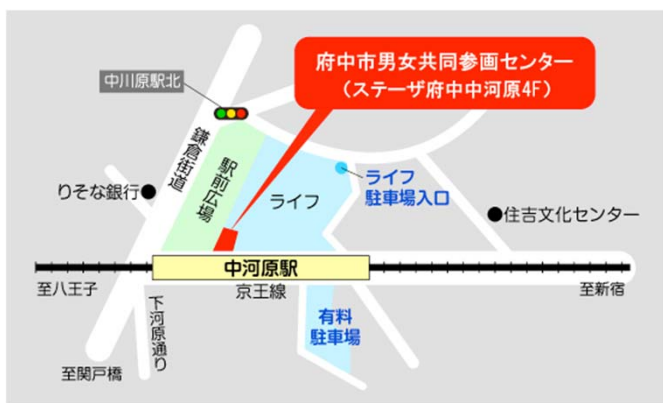 府中市男女共同参画センター
（ステーザ府中中河原4F）
中川原駅北
鎌倉街道
駅前広場
ライフ
ライフ
駐車場入口
りそな銀行
住吉文化センター
中河原駅
至八王子
京王線
至新宿
下河原通り
有料
駐車場
至関戸橋